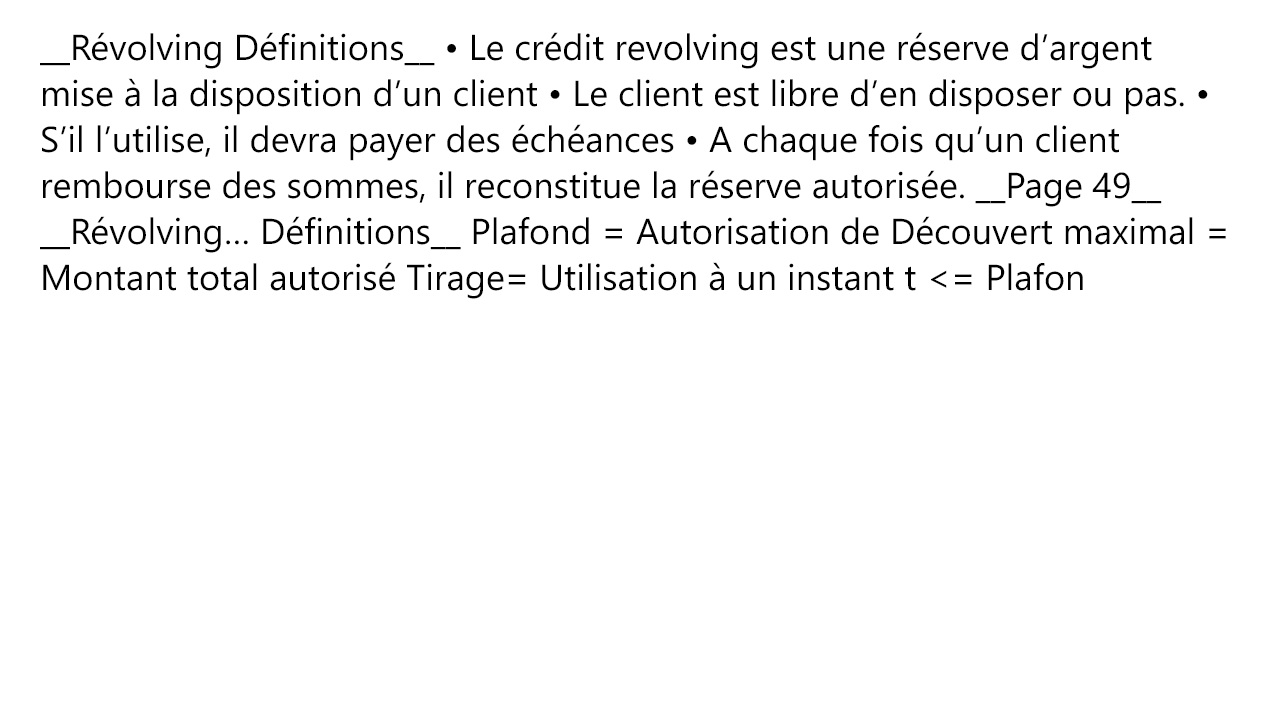 __Révolving Définitions__ • Le crédit revolving est une réserve d’argent
mise à la disposition d’un client • Le client est libre d’en disposer ou pas. •
S’il l’utilise, il devra payer des échéances • A chaque fois qu’un client
rembourse des sommes, il reconstitue la réserve autorisée. __Page 49__
__Révolving… Définitions__ Plafond = Autorisation de Découvert maximal =
Montant total autorisé Tirage= Utilisation à un instant t <= Plafon